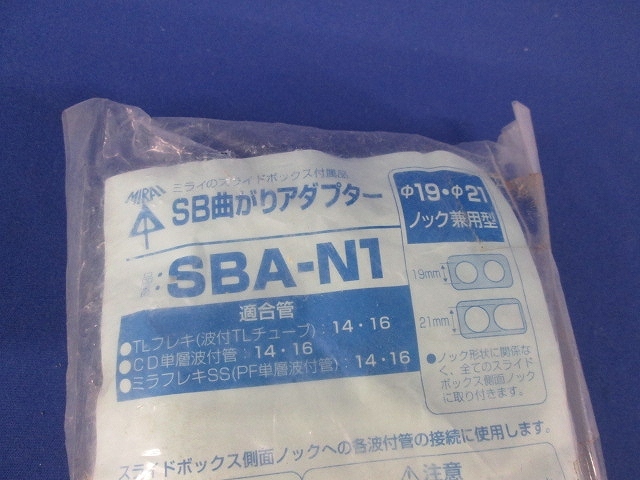 MIRAI
ミライのスライドボックス付属品
SB曲がりアダプター
品番:SBA-N1
適合管
●TLフレキ(波付TLチューブ):14・16
●CD単層波付管:14・16
●ミラフレキSS(PF単層波付管):14・16
Φ19・Φ21
ノック兼用型
19mm
21mm
●ノック形状に関係な
く、全てのスライド
ボックス側面ノック
に取り付きます。
スライドボックス側面ノックへの各波付管の接続に使用します。
⚠注意